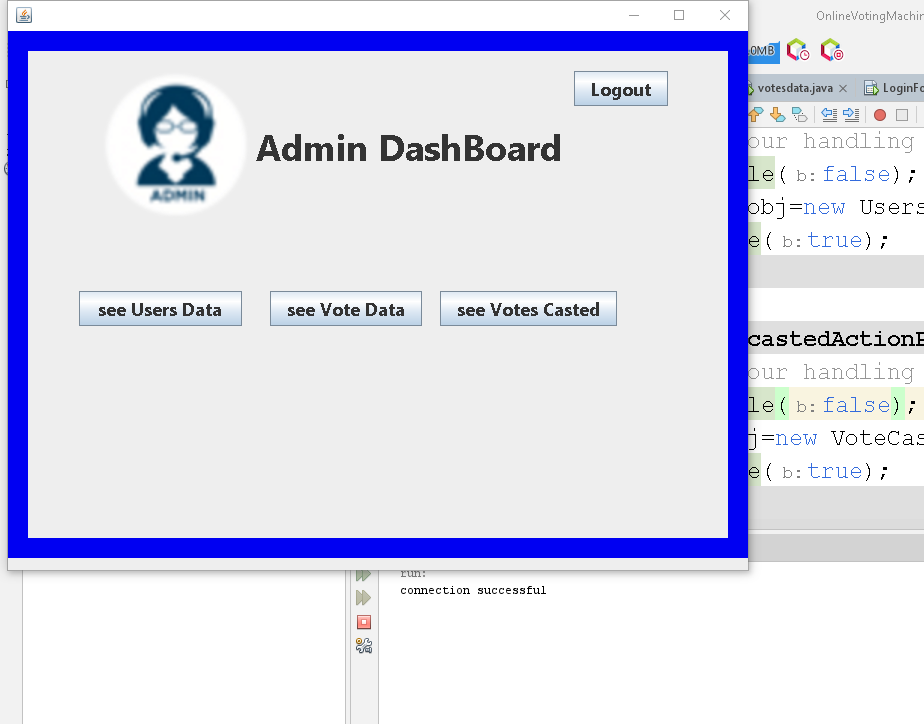 OnlineVotingMachin
0MB
votesdata.java
LoginFo
Logout
ADMIN
Admin DashBoard
see Users Data
see Vote Data
see Votes Casted
our handling
le( b: false);
obj=new Users
e( b: true);
castedActionP
our handling
le( b: false);
j=new VoteCas
e( b: true);
run:
connection successful